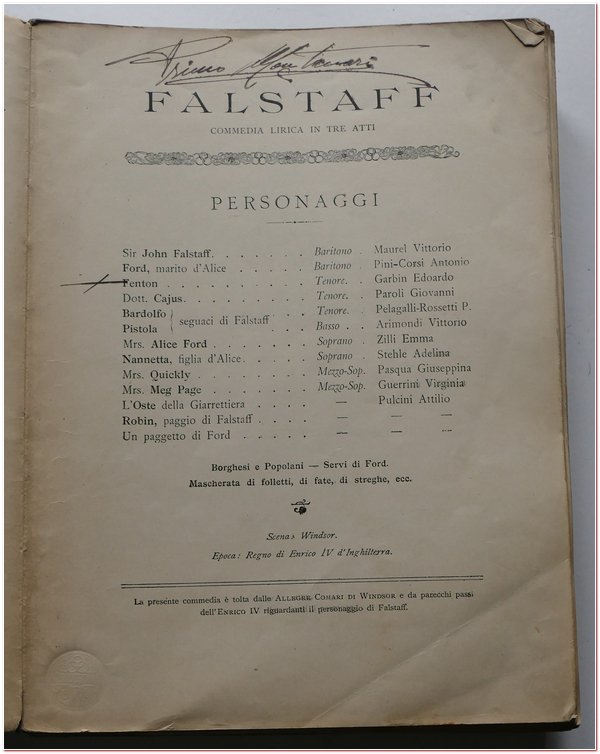 Primo Montanari
FALSTAFF
COMMEDIA LIRICA IN TRE ATTI
PERSONAGGI
Sir John Falstaff. . . . . . . Baritono . Maurel Vittorio
Ford, marito d'Alice . . . . . . Baritono . Pini-Corsi Antonio
Fenton . . . . . . . . . . Tenore. . Garbin Edoardo
Dott. Cajus. . . . . . . . . Tenore. . Paroli Giovanni
Bardolfo Tenore. . Pelagalli-Rossetti P.
seguaci di Falstaff
Pistola Basso . . Arimondi Vittorio
Mrs. Alice Ford . . . . . . . Soprano . Zilli Emma
Nannetta, figlia d'Alice. . . . . Soprano . Stehle Adelina
Mrs. Quickly . . . . . . . . Mezzo-Sop. Pasqua Giuseppina
Mrs. Meg Page . . . . . . . Mezzo-Sop. Guerrini Virginia
L'Oste della Giarrettiera . . . . — Pulcini Attilio
Robin, paggio di Falstaff . . . . — — —
Un paggetto di Ford . . . . . — — —
Borghesi e Popolani — Servi di Ford.
Mascherata di folletti, di fate, di streghe, ecc.
Scena: Windsor.
Epoca: Regno di Enrico IV d'Inghilterra.
La presente commedia è tolta dalle ALLEGRE COMARI DI WINDSOR e da parecchi passi
dell'ENRICO IV riguardanti il personaggio di Falstaff.